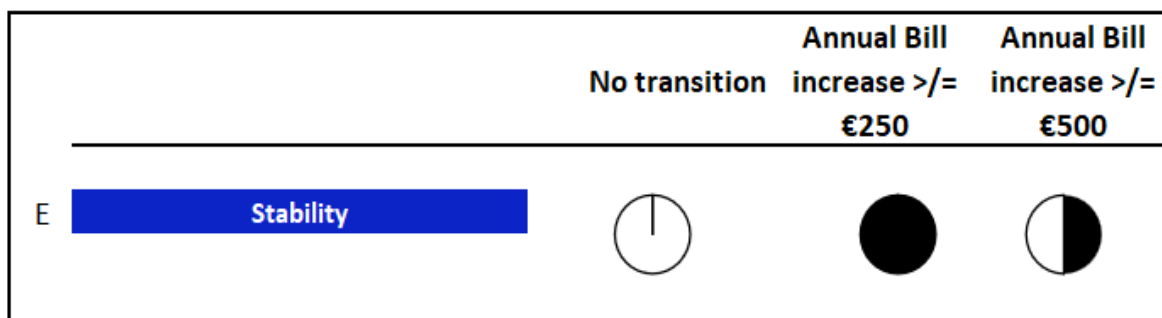 Annual Bill Annual Bill
No transition increase >/= increase >/=
€250 €500
E Stability